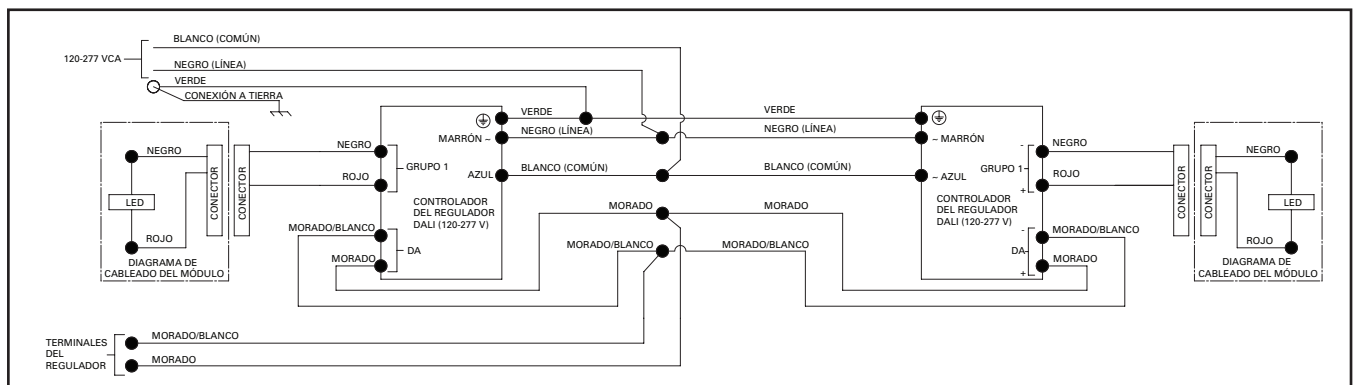 BLANCO (COMÚN)
120-277 VCA
NEGRO (LÍNEA)
VERDE
CONEXIÓN A TIERRA
VERDE
VERDE
MARRÓN ~
NEGRO (LÍNEA)
NEGRO (LÍNEA)
~ MARRÓN
NEGRO
NEGRO
CONECTOR
CONECTOR
GRUPO 1
-
NEGRO
GRUPO 1
CONECTOR
CONECTOR
NEGRO
ROJO
AZUL
BLANCO (COMÚN)
BLANCO (COMÚN)
~ AZUL
ROJO
+
LED
LED
CONTROLADOR
DEL REGULADOR
DALI (120-277 V)
MORADO
MORADO
CONTROLADOR
DEL REGULADOR
DALI (120-277 V)
ROJO
MORADO/BLANCO
DA
MORADO
MORADO/BLANCO
MORADO/BLANCO
-
MORADO/BLANCO
DA
MORADO
+
ROJO
DIAGRAMA DE
CABLEADO DEL MÓDULO
DIAGRAMA DE
CABLEADO DEL MÓDULO
TERMINALES
DEL
REGULADOR
MORADO/BLANCO
MORADO